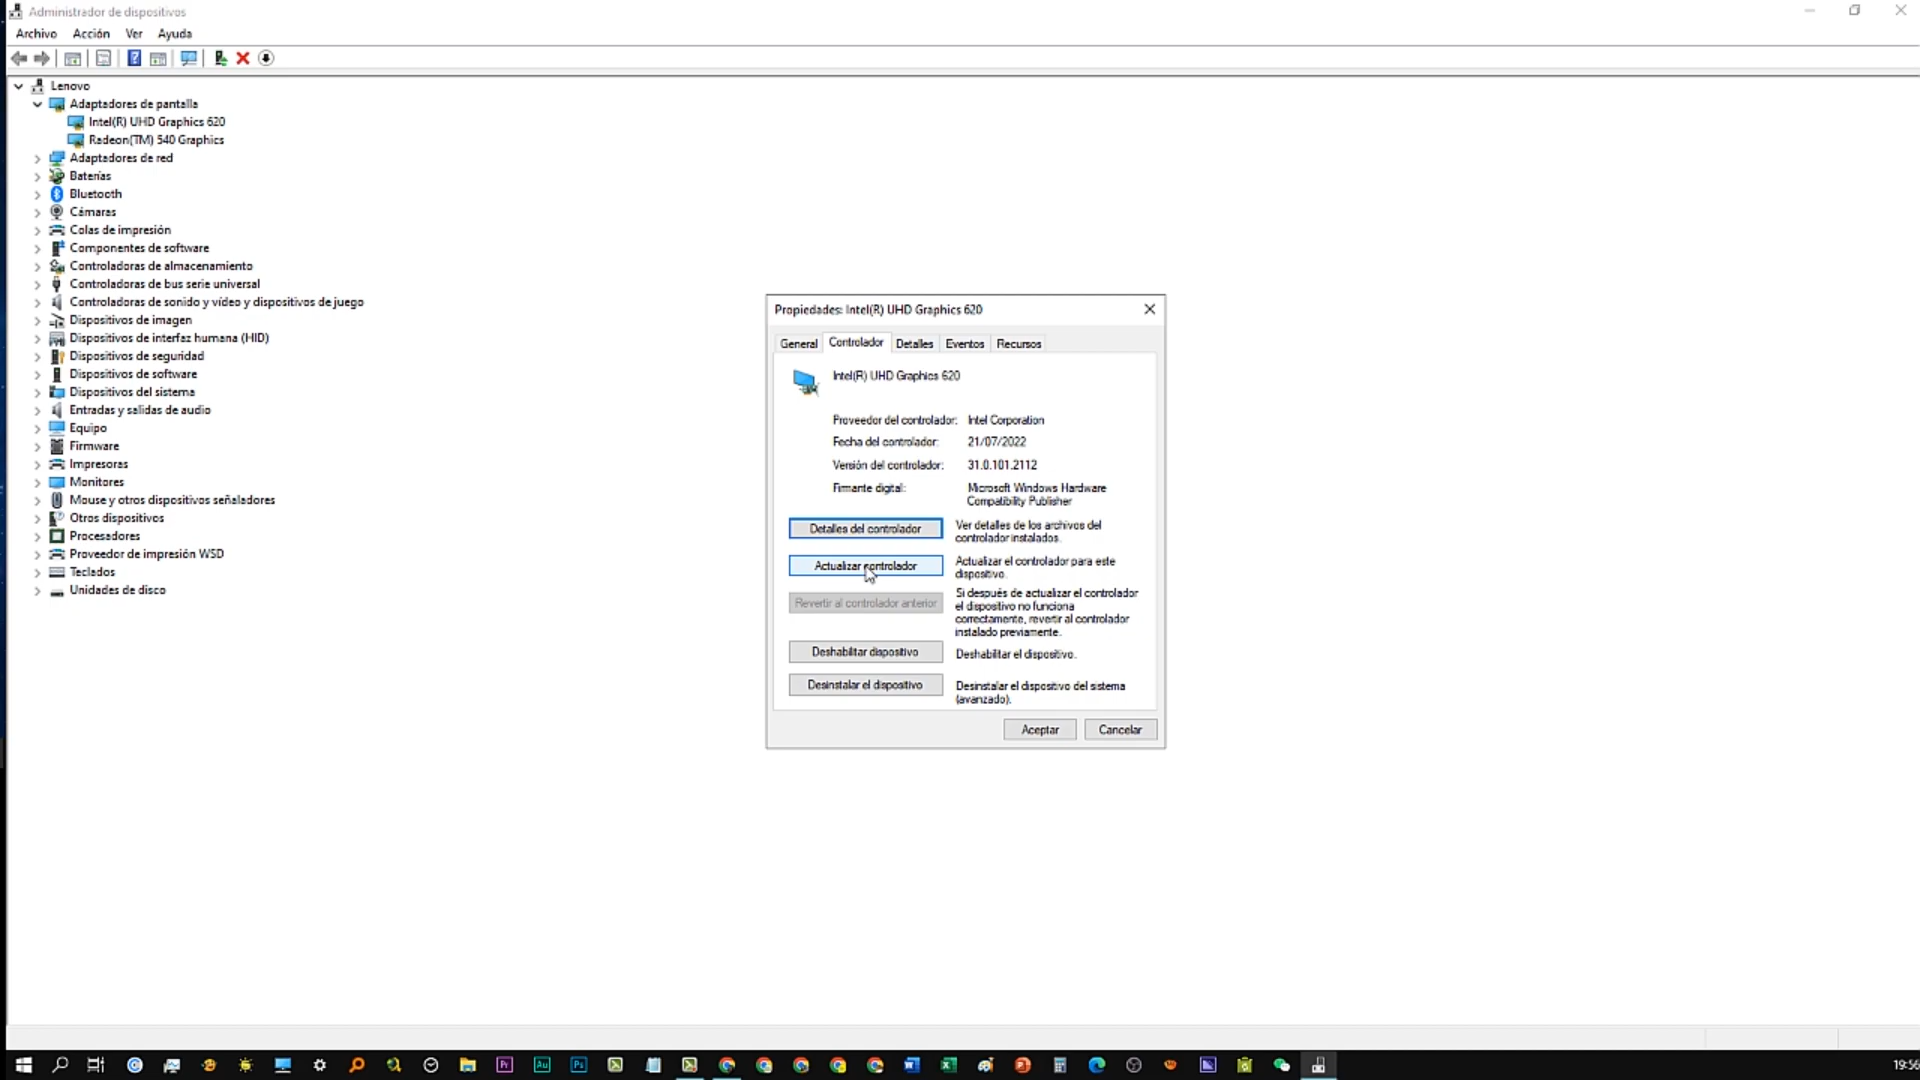 Administrador de dispositivos
Archivo Acción Ver Ayuda
Lenovo
Adaptadores de pantalla
Intel(R) UHD Graphics 620
Radeon(TM) 540 Graphics
Adaptadores de red
Baterías
Bluetooth
Cámaras
Colas de impresión
Componentes de software
Controladoras de almacenamiento
Controladoras de bus serie universal
Controladoras de sonido y vídeo y dispositivos de juego
Dispositivos de imagen
Dispositivos de interfaz humana (HID)
Dispositivos de seguridad
Dispositivos de software
Dispositivos del sistema
Entradas y salidas de audio
Equipo
Firmware
Impresoras
Monitores
Mouse y otros dispositivos señaladores
Otros dispositivos
Procesadores
Proveedor de impresión WSD
Teclados
Unidades de disco
Propiedades: Intel(R) UHD Graphics 620
General Controlador Detalles Eventos Recursos
Intel(R) UHD Graphics 620
Proveedor del controlador: Intel Corporation
Fecha del controlador: 21/07/2022
Versión del controlador: 31.0.101.2112
Firmante digital: Microsoft Windows Hardware
Compatibility Publisher
Detalles del controlador
Ver detalles de los archivos del
controlador instalados.
Actualizar controlador
Actualizar el controlador para este
dispositivo.
Revertir al controlador anterior
Si después de actualizar el controlador
el dispositivo no funciona
correctamente, revertir al controlador
instalado previamente.
Deshabilitar dispositivo
Deshabilitar el dispositivo.
Desinstalar el dispositivo
Desinstalar el dispositivo del sistema
(avanzado).
Aceptar Cancelar
Pr Au Ps
19:56